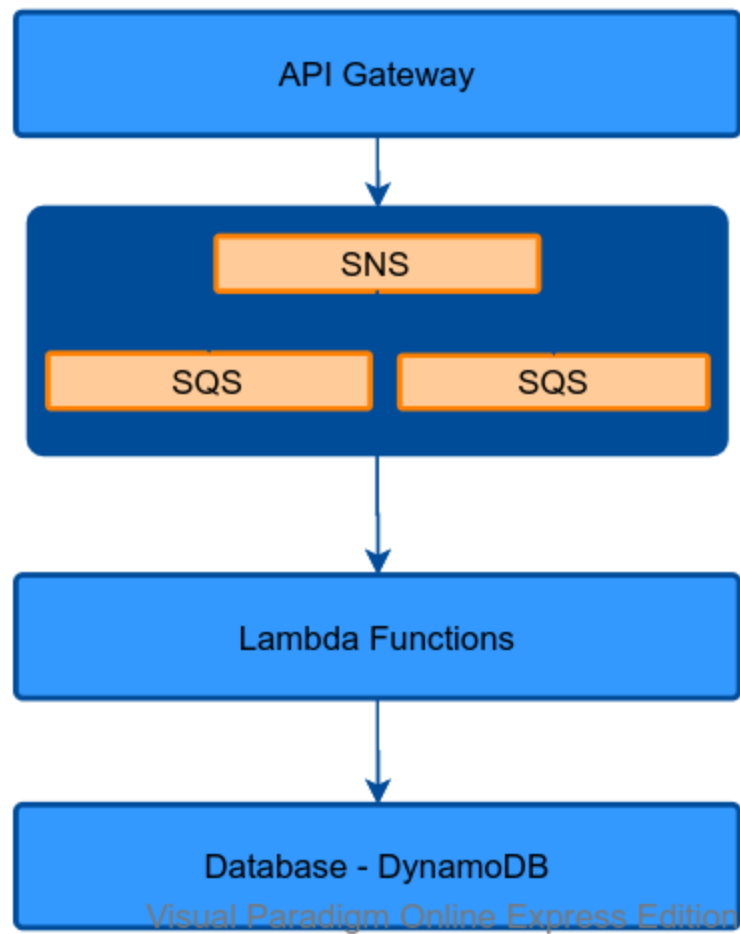 API Gateway
SNS
SQS
SQS
Lambda Functions
Database - DynamoDB
Visual Paradigm Online Express Edition